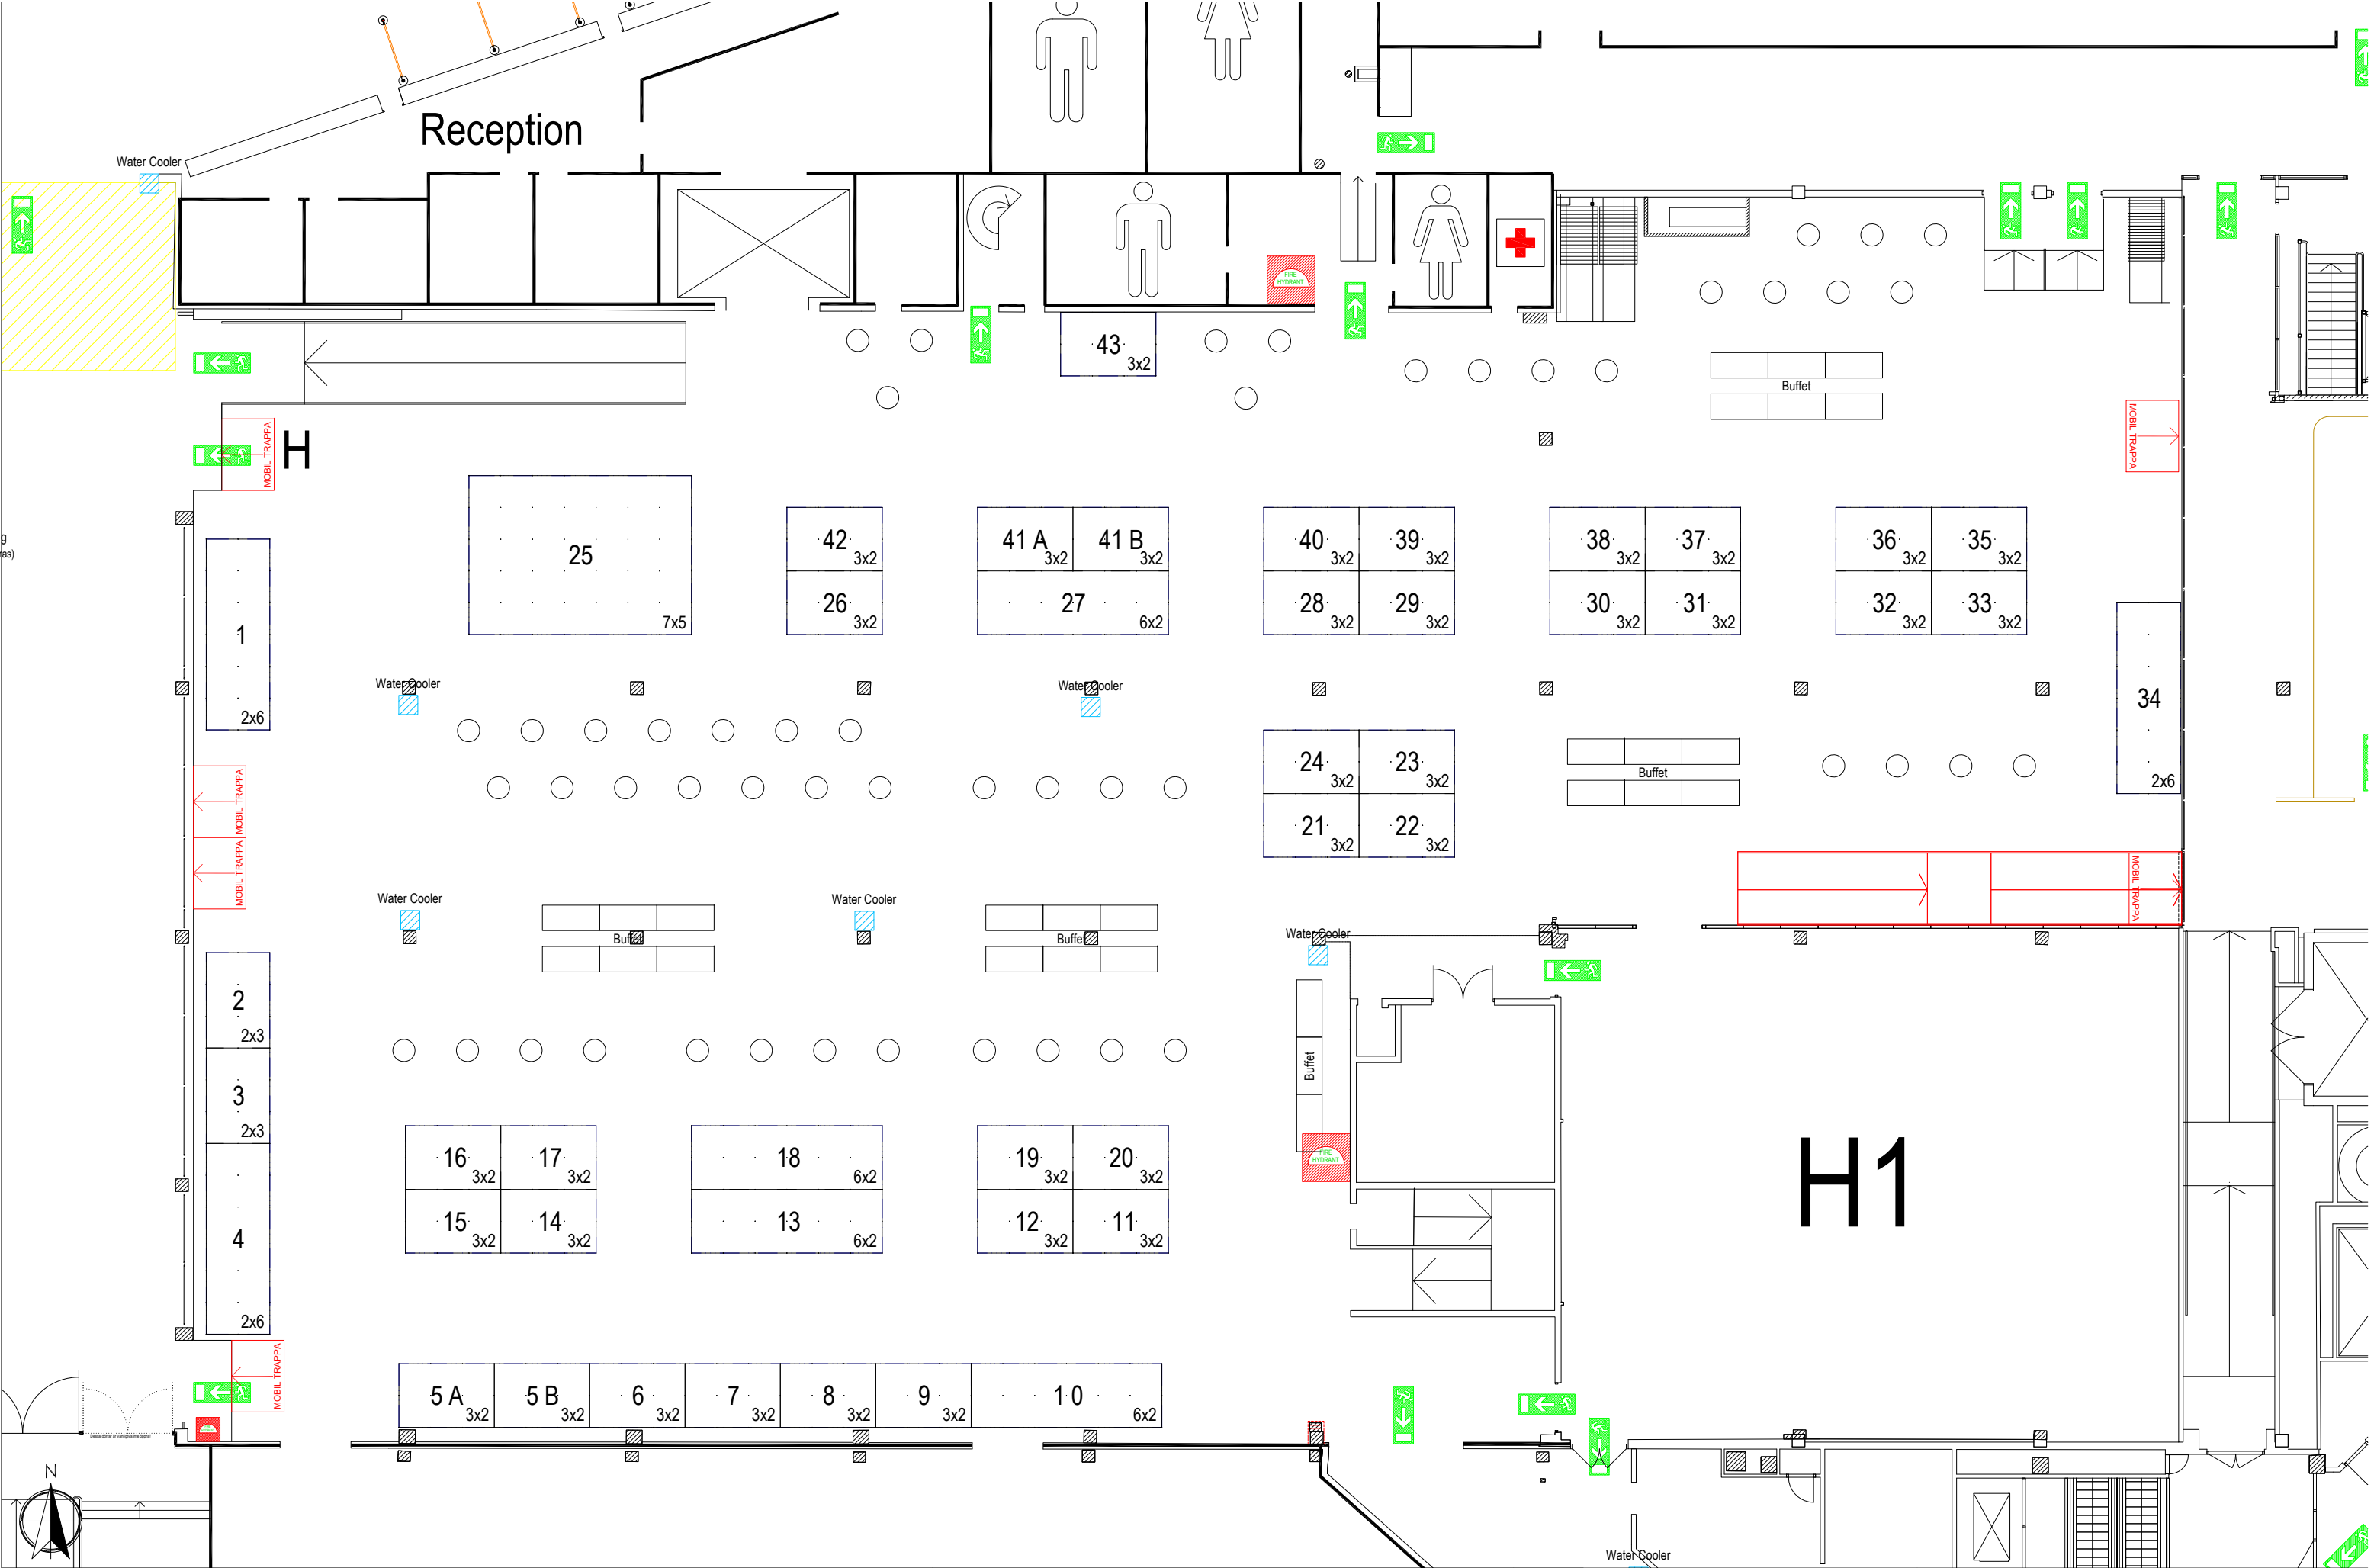 Reception
Water Cooler
FIRE
HYDRANT
43
3x2
Buffet
MOBIL TRAPPA
H
MOBIL TRAPPA
g
ras)
25
7x5
42
3x2
41 A
3x2
41 B
3x2
40
3x2
39
3x2
38
3x2
37
3x2
36
3x2
35
3x2
26
3x2
27
6x2
28
3x2
29
3x2
30
3x2
31
3x2
32
3x2
33
3x2
1
2x6
34
2x6
Water Cooler
Water Cooler
24
3x2
23
3x2
Buffet
21
3x2
22
3x2
MOBIL TRAPPA
MOBIL TRAPPA
MOBIL TRAPPA
Water Cooler
Water Cooler
Buffet
Buffet
Water Cooler
2
2x3
3
2x3
4
2x6
Buffet
FIRE
HYDRANT
16
3x2
17
3x2
18
6x2
19
3x2
20
3x2
15
3x2
14
3x2
13
6x2
12
3x2
11
3x2
H1
MOBIL TRAPPA
5 A
3x2
5 B
3x2
6
3x2
7
3x2
8
3x2
9
3x2
10
6x2
N
Water Cooler